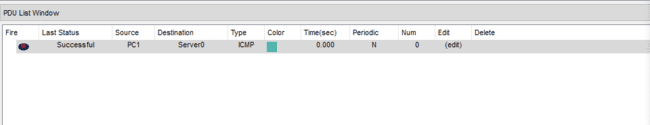 PDU List Window
Fire Last Status Source Destination Type Color Time(sec) Periodic Num Edit Delete
Successful PC1 Server0 ICMP 0.000 N 0 (edit)